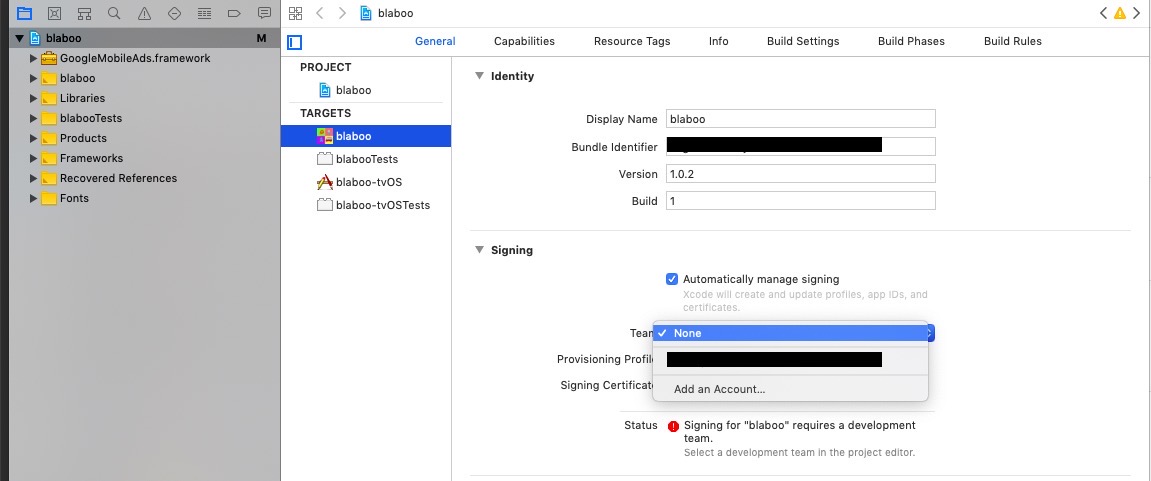 blaboo
blaboo M
General Capabilities Resource Tags Info Build Settings Build Phases Build Rules
GoogleMobileAds.framework
blaboo
Libraries
blabooTests
Products
Frameworks
Recovered References
Fonts
PROJECT
blaboo
TARGETS
blaboo
blabooTests
blaboo-tvOS
blaboo-tvOSTests
Identity
Display Name blaboo
Bundle Identifier
Version 1.0.2
Build 1
Signing
Automatically manage signing
Xcode will create and update profiles, app IDs, and
certificates.
Team None
Provisioning Profile
Add an Account...
Signing Certificate
Status Signing for "blaboo" requires a development
team.
Select a development team in the project editor.